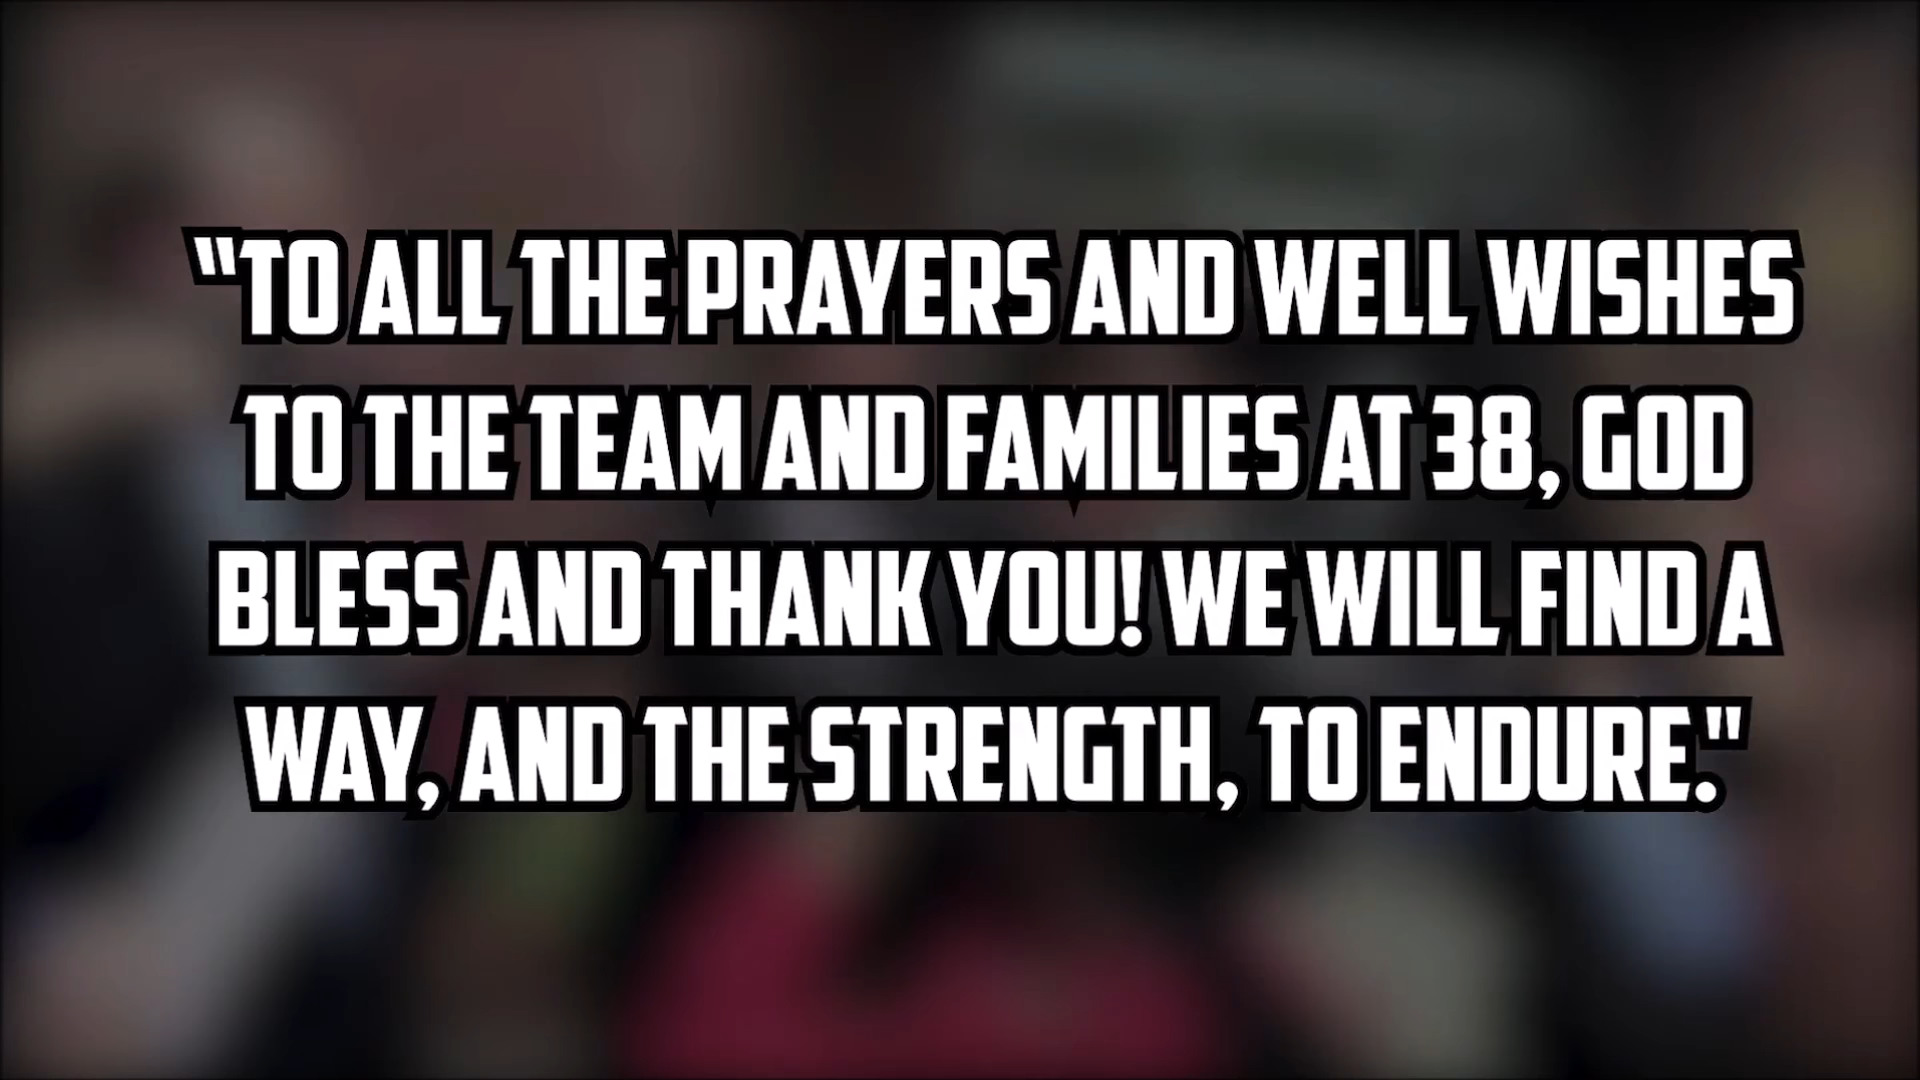 "TO ALL THE PRAYERS AND WELL WISHES
TO THE TEAM AND FAMILIES AT 38, GOD
BLESS AND THANK YOU! WE WILL FIND A
WAY, AND THE STRENGTH, TO ENDURE."